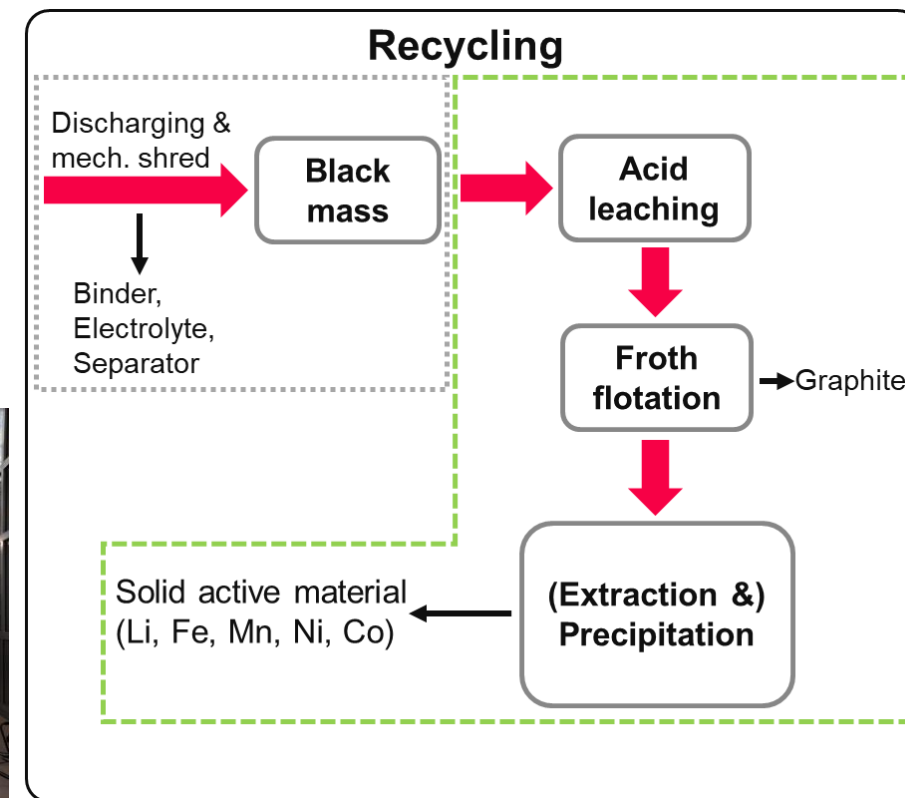 Recycling
Discharging &
mech. shred
Black
mass
Binder,
Electrolyte,
Separator
Acid
leaching
Froth
flotation
Graphite
(Extraction &)
Precipitation
Solid active material
(Li, Fe, Mn, Ni, Co)